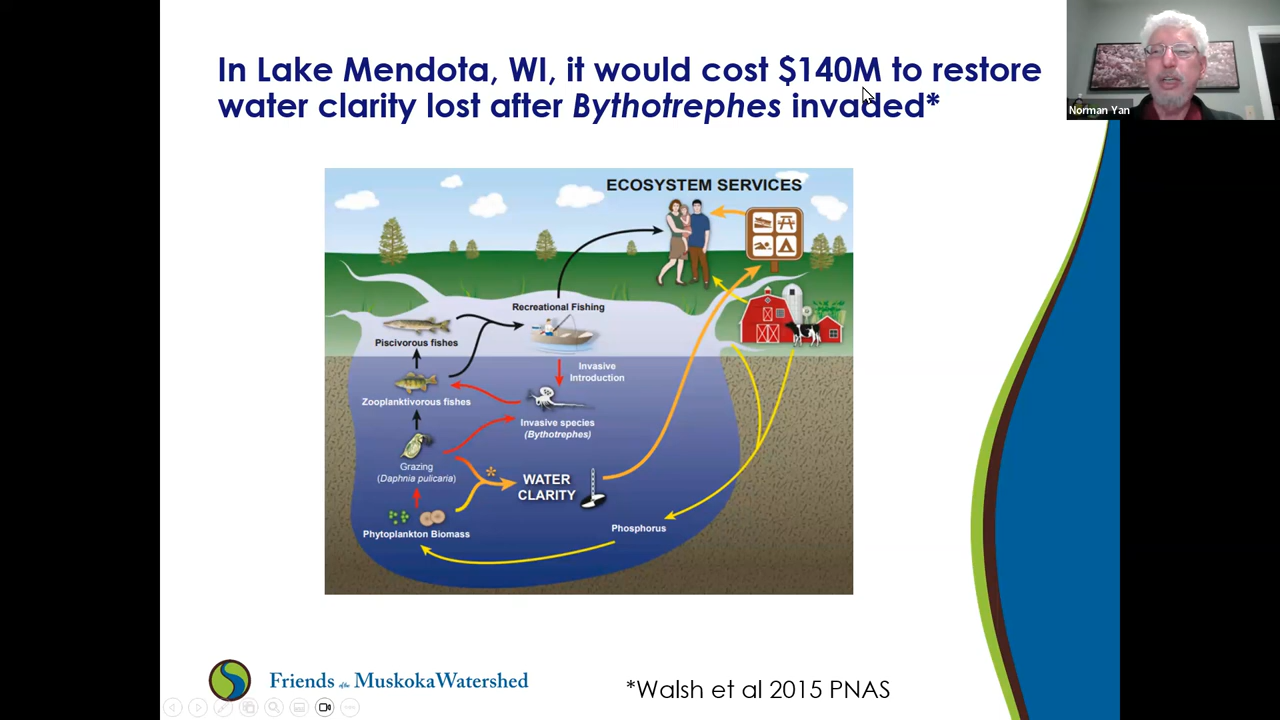 In Lake Mendota, WI, it would cost $140M to restore
water clarity lost after Bythotrephes invaded*
Norman Yan
ECOSYSTEM SERVICES
Recreational Fishing
Piscivorous fishes
Invasive
Introduction
Zooplanktivorous fishes
Invasive species
(Bythotrephes)
Grazing
(Daphnia pulicaria)
*
WATER
CLARITY
Phosphorus
Phytoplankton Biomass
Friends of the MuskokaWatershed
*Walsh et al 2015 PNAS